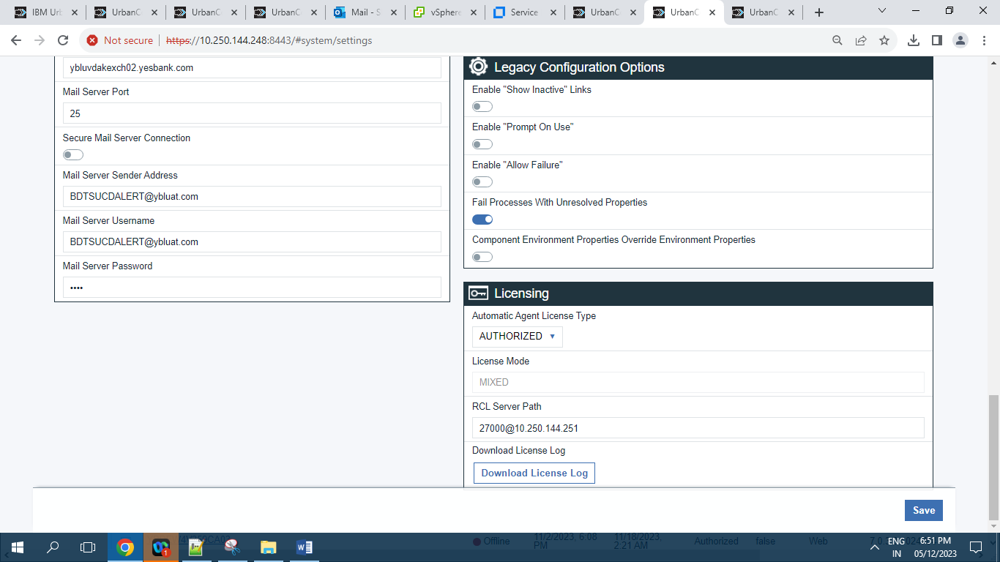 IBM Urb
UrbanC
UrbanC
UrbanC
Mail - S
vSphere
Service
UrbanC
UrbanC
UrbanC
Not secure
https://10.250.144.248:8443/#system/settings
ybluvdakexch02.yesbank.com
Mail Server Port
25
Secure Mail Server Connection
Mail Server Sender Address
BDTSUCDALERT@ybluat.com
Mail Server Username
BDTSUCDALERT@ybluat.com
Mail Server Password
••••
Legacy Configuration Options
Enable "Show Inactive" Links
Enable "Prompt On Use"
Enable "Allow Failure"
Fail Processes With Unresolved Properties
Component Environment Properties Override Environment Properties
Licensing
Automatic Agent License Type
AUTHORIZED
License Mode
MIXED
RCL Server Path
27000@10.250.144.251
Download License Log
Download License Log
Save
Offline
11/2/2023, 6:08 PM
11/18/2023, 2:21 AM
Authorized
false
Web
1
ENG
IN
6:51 PM
05/12/2023